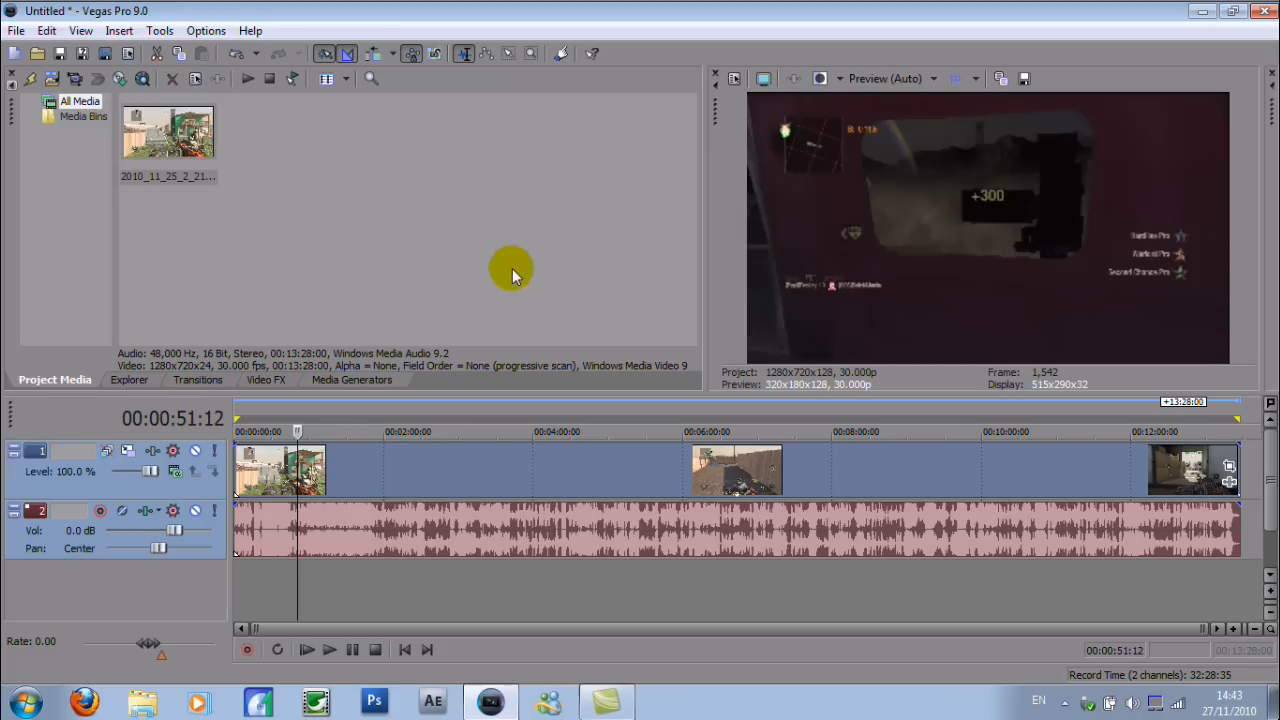 Untitled * - Vegas Pro 9.0
File Edit View Insert Tools Options Help
Preview (Auto)
All Media
Media Bins
2010_11_25_2_21...
+300
Warlord Pro
Second Chance Pro
Audio: 48,000 Hz, 16 Bit, Stereo, 00:13:28:00, Windows Media Audio 9.2
Video: 1280x720x24, 30.000 fps, 00:13:28:00, Alpha = None, Field Order = None (progressive scan), Windows Media Video 9
Project Media Explorer Transitions Video FX Media Generators
Project: 1280x720x128, 30.000p Frame: 1,542
Preview: 320x180x128, 30.000p Display: 515x290x32
+13:28:00
00:00:51:12
00:00:00:00 00:02:00:00 00:04:00:00 00:06:00:00 00:08:00:00 00:10:00:00 00:12:00:00
1
Level: 100.0 %
2
Vol: 0.0 dB
Pan: Center
Rate: 0.00
00:00:51:12 00:13:28:00
Record Time (2 channels): 32:28:35
Ps AE EN 14:43
27/11/2010